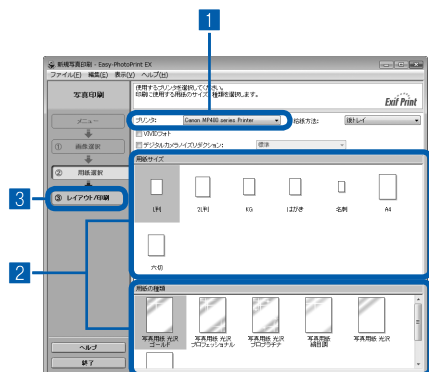 1
新規写真印刷 - Easy-PhotoPrint EX
ファイル(F) 編集(E) 表示(V) ヘルプ(H)
写真印刷
使用するプリンタを選択してください。
印刷に使用する用紙のサイズと種類を選択します。
Exif Print
メニュー
プリンタ: Canon MP480 series Printer 給紙方法: 後トレイ
VIVIDフォト
① 画像選択
デジタルカメラノイズリダクション: 標準
用紙サイズ
② 用紙選択
3
③ レイアウト/印刷
L判 2L判 KG はがき 名刺 A4
六切
2
用紙の種類
写真用紙 光沢 ゴールド
写真用紙 光沢 プロフェッショナル
写真用紙 光沢 プロプラチナ
写真用紙 絹目調
写真用紙 光沢
ヘルプ
終了